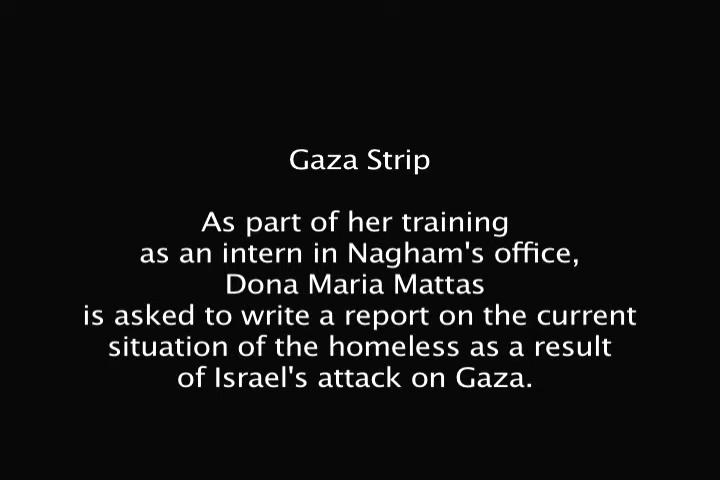 Gaza Strip
As part of her training
as an intern in Nagham's office,
Dona Maria Mattas
is asked to write a report on the current
situation of the homeless as a result
of Israel's attack on Gaza.